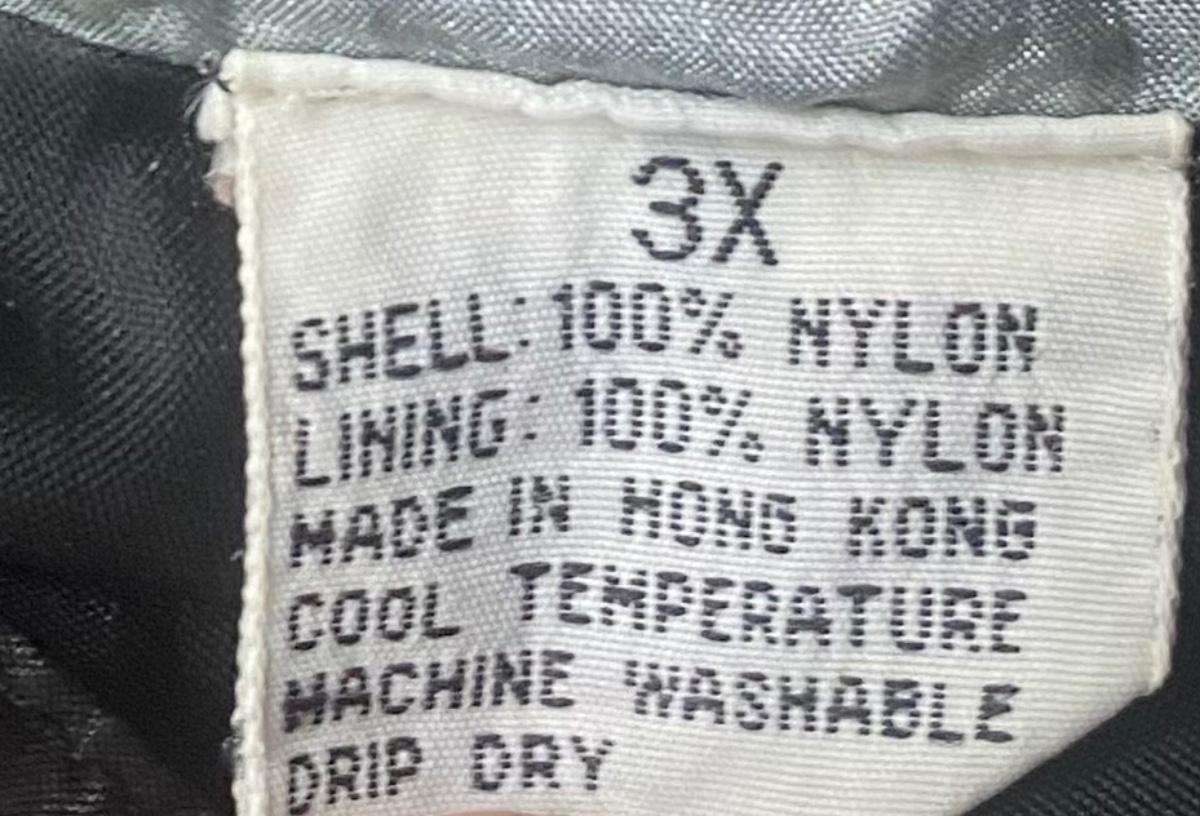 3X
SHELL: 100% NYLON
LINING: 100% NYLON
MADE IN HONG KONG
COOL TEMPERATURE
MACHINE WASHABLE
DRIP DRY